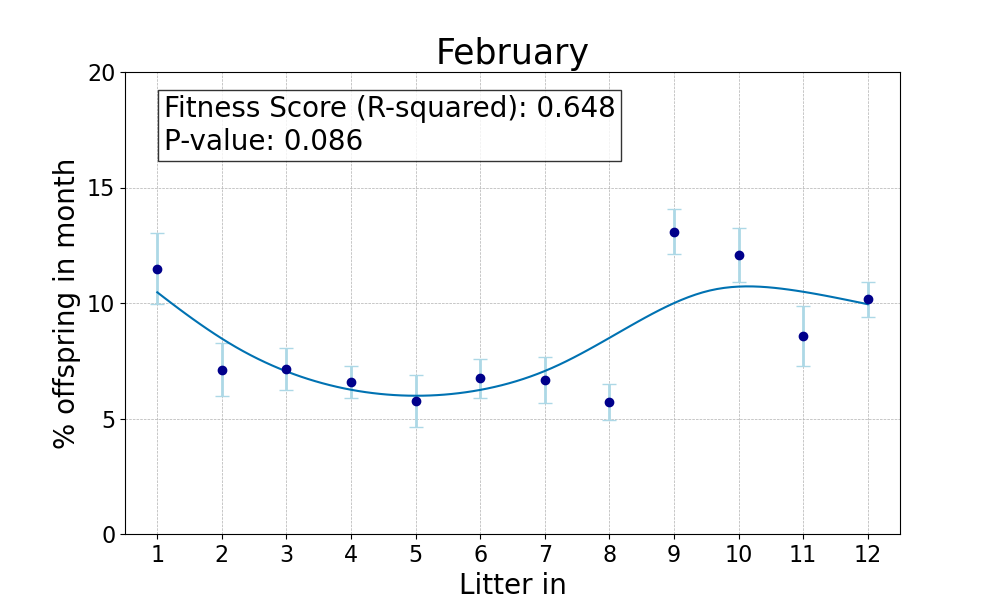 February
Fitness Score (R-squared): 0.648
P-value: 0.086
% offspring in month
20
15
10
5
0
1 2 3 4 5 6 7 8 9 10 11 12
Litter in